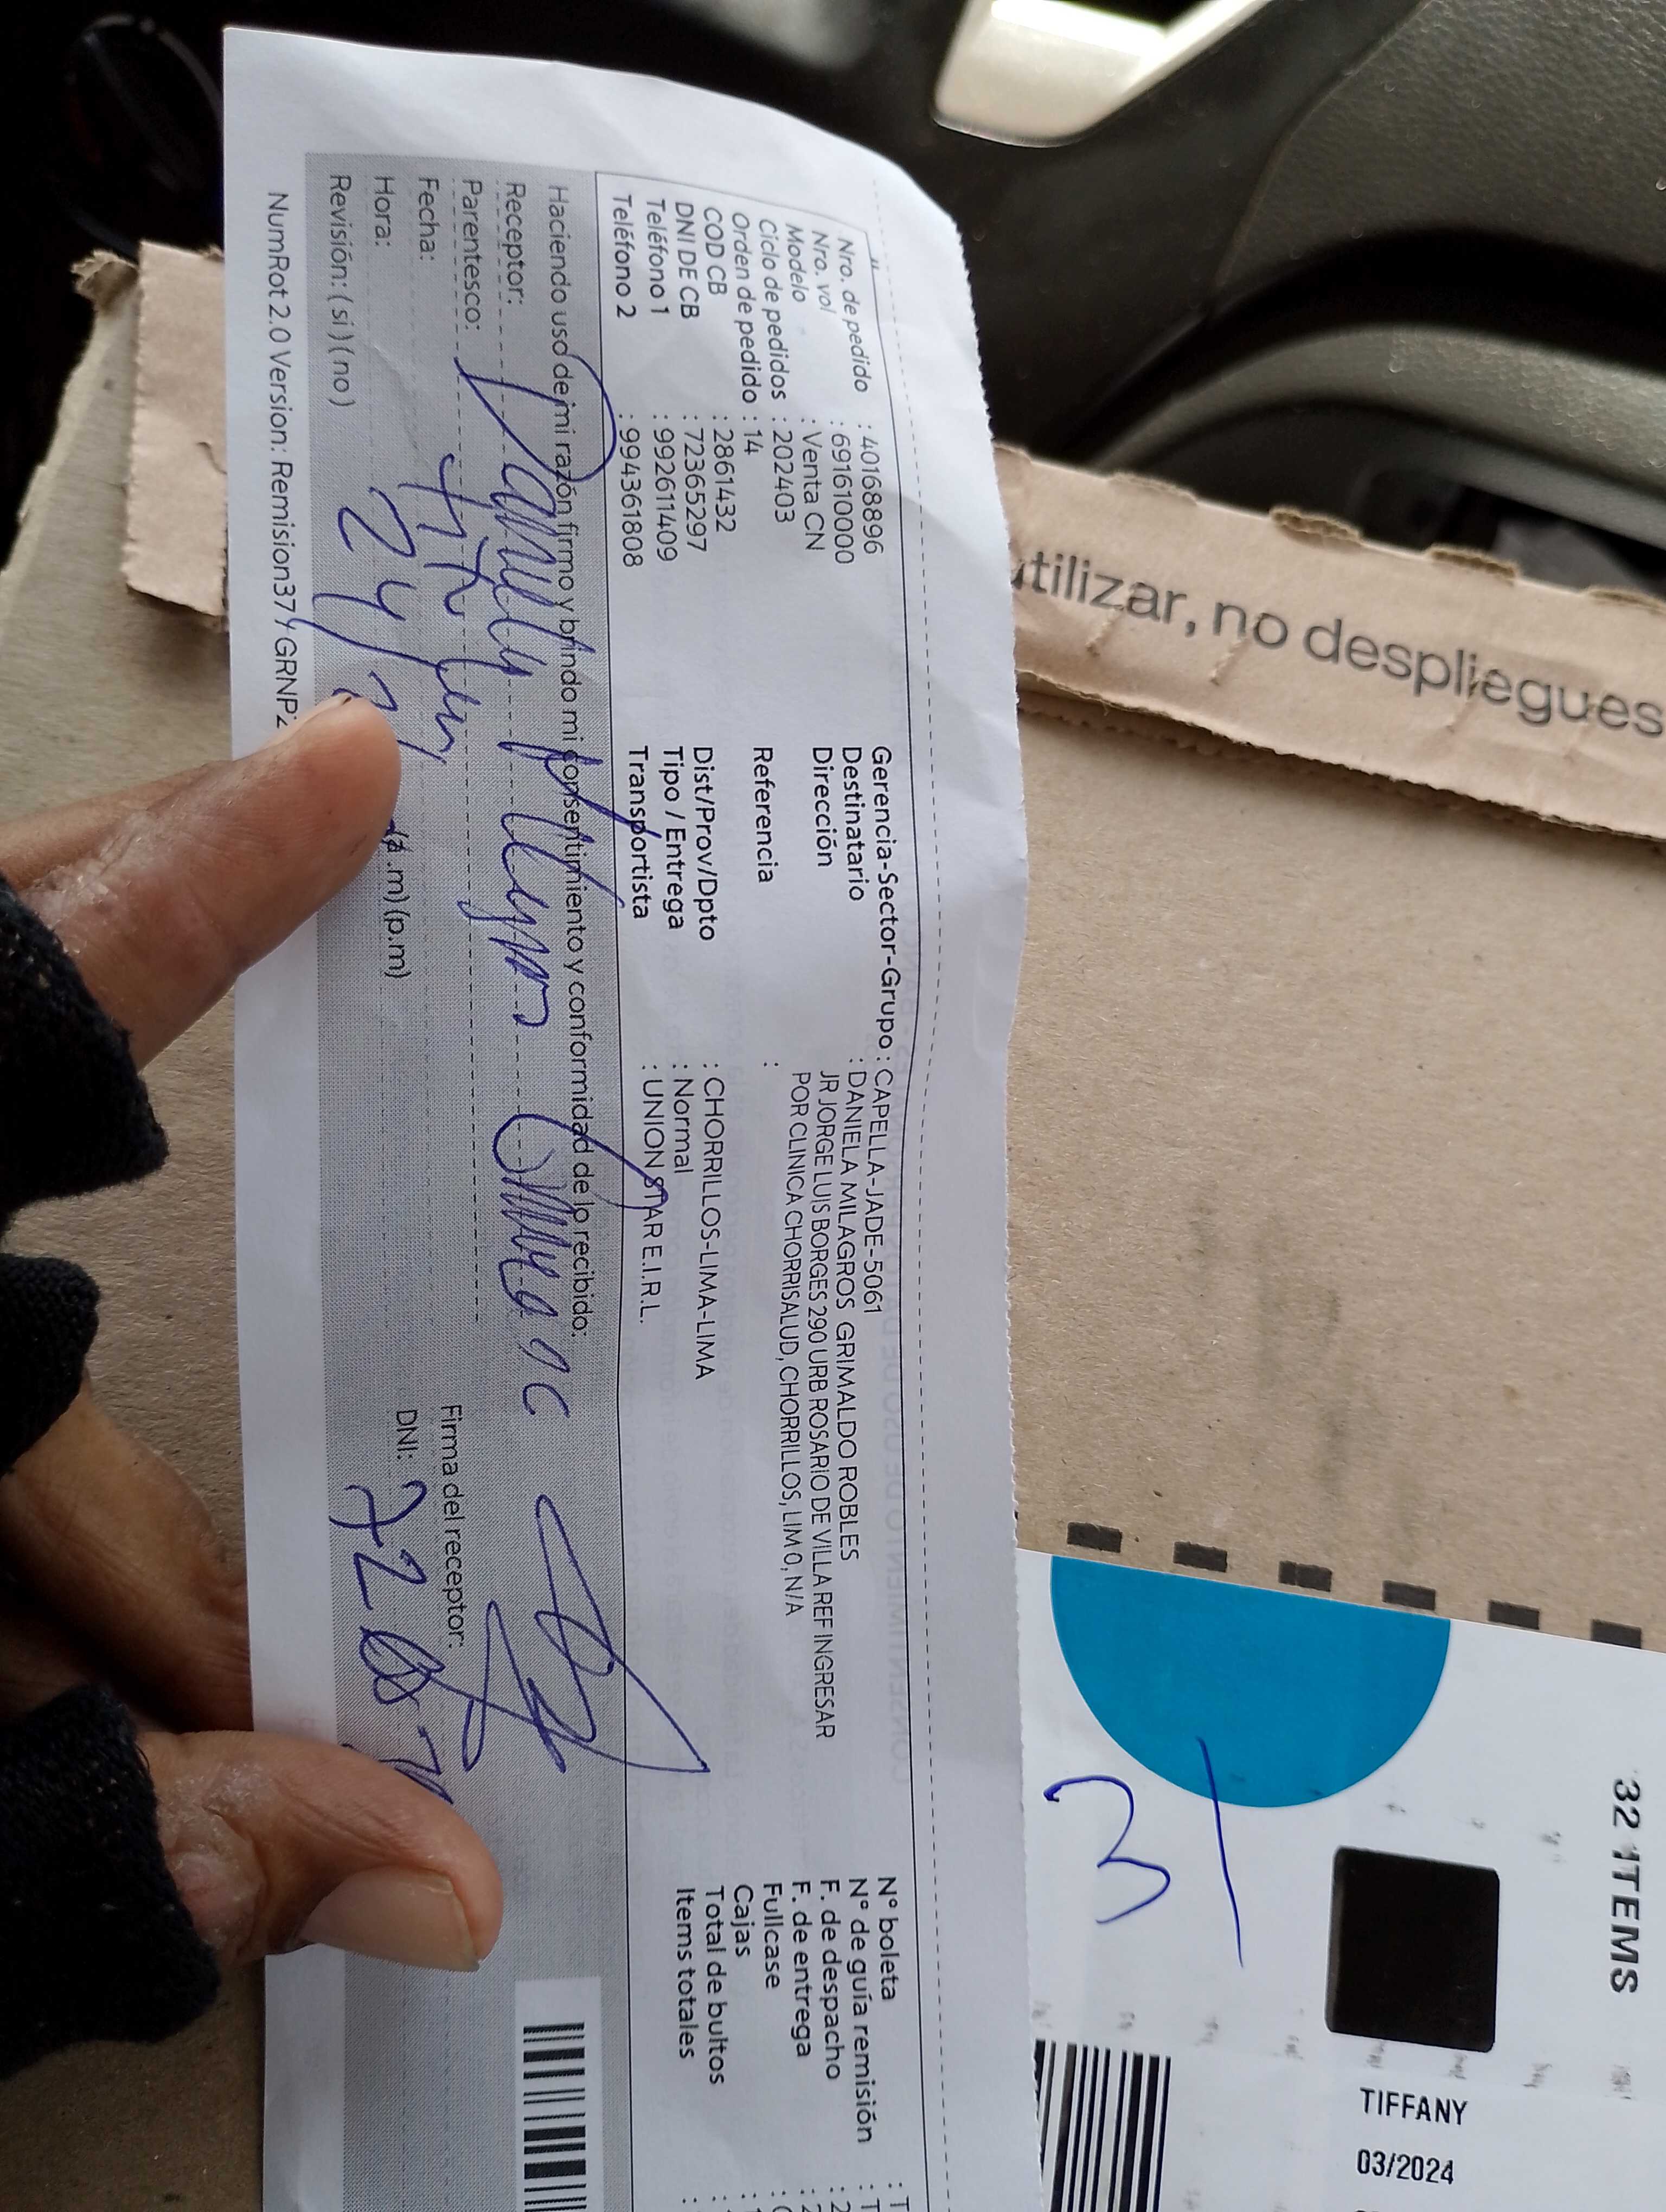 Nro. de pedido : 40168896
Nro. vol : 691610000
Modelo : Venta CN
Ciclo de pedidos : 202403
Orden de pedido : 14
COD CB : 2861432
DNI DE CB : 72365297
Teléfono 1 : 992611409
Teléfono 2 : 994361808
Gerencia-Sector-Grupo : CAPELLA-JADE-5061
Destinatario : DANIELA MILAGROS GRIMALDO ROBLES
Dirección JR JORGE LUIS BORGES 290 URB ROSARIO DE VILLA REF INGRESAR
POR CLINICA CHORRISALUD, CHORRILLOS, LIM 0, N/A
Referencia :
Dist/Prov/Dpto : CHORRILLOS-LIMA-LIMA
Tipo / Entrega : Normal
Transportista : UNION STAR E.I.R.L.
N° boleta : T
N° de guía remisión : T
F. de despacho : 2
F. de entrega : 2
Fullcase
Cajas
Total de bultos :
Items totales :
Haciendo uso de mi razón firmo y brindo mi consentimiento y conformidad de lo recibido:
Receptor:
Parentesco:
Fecha:
Hora: (a.m) (p.m)
Revisión: ( si ) ( no )
Firma del receptor:
DNI: 72
NumRot 2.0 Version: Remision37 Y GRNP2
utilizar, no despliegues
32 ITEMS
TIFFANY
03/2024